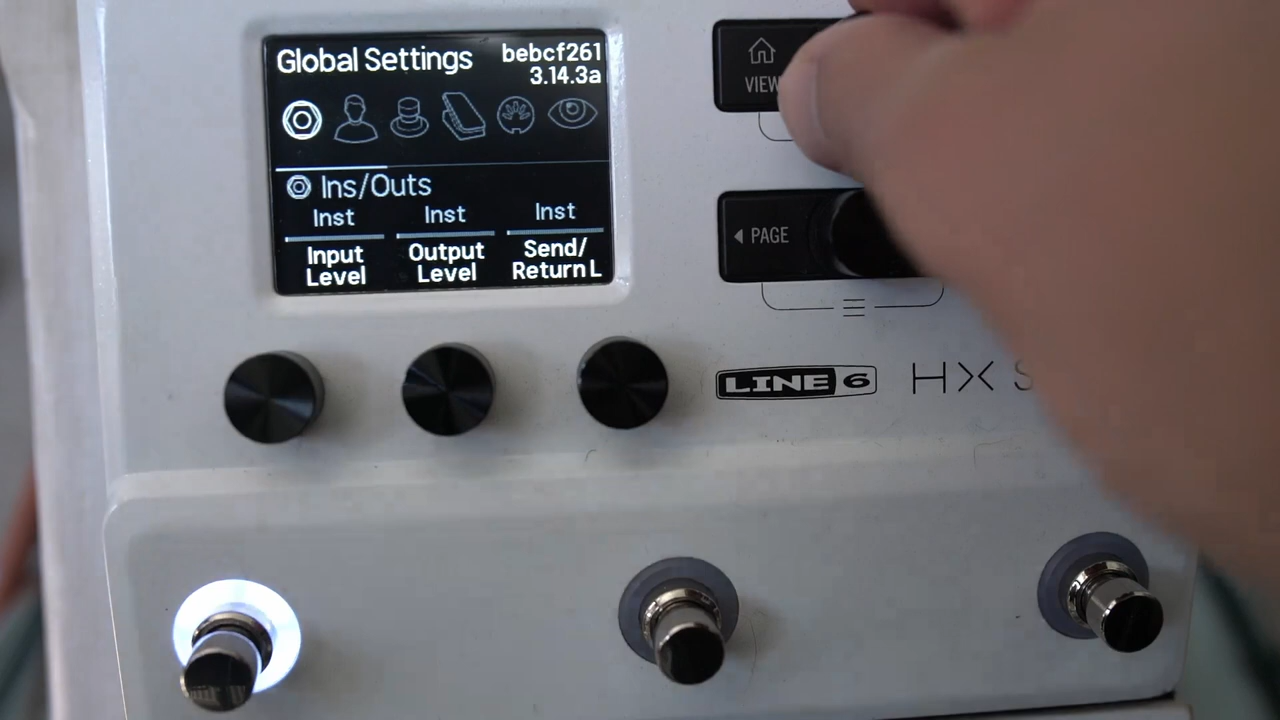 Global Settings
bebcf261
3.14.3a
Ins/Outs
Inst Inst Inst
Input Level
Output Level
Send/ Return L
VIEW
PAGE
LINE 6
HX